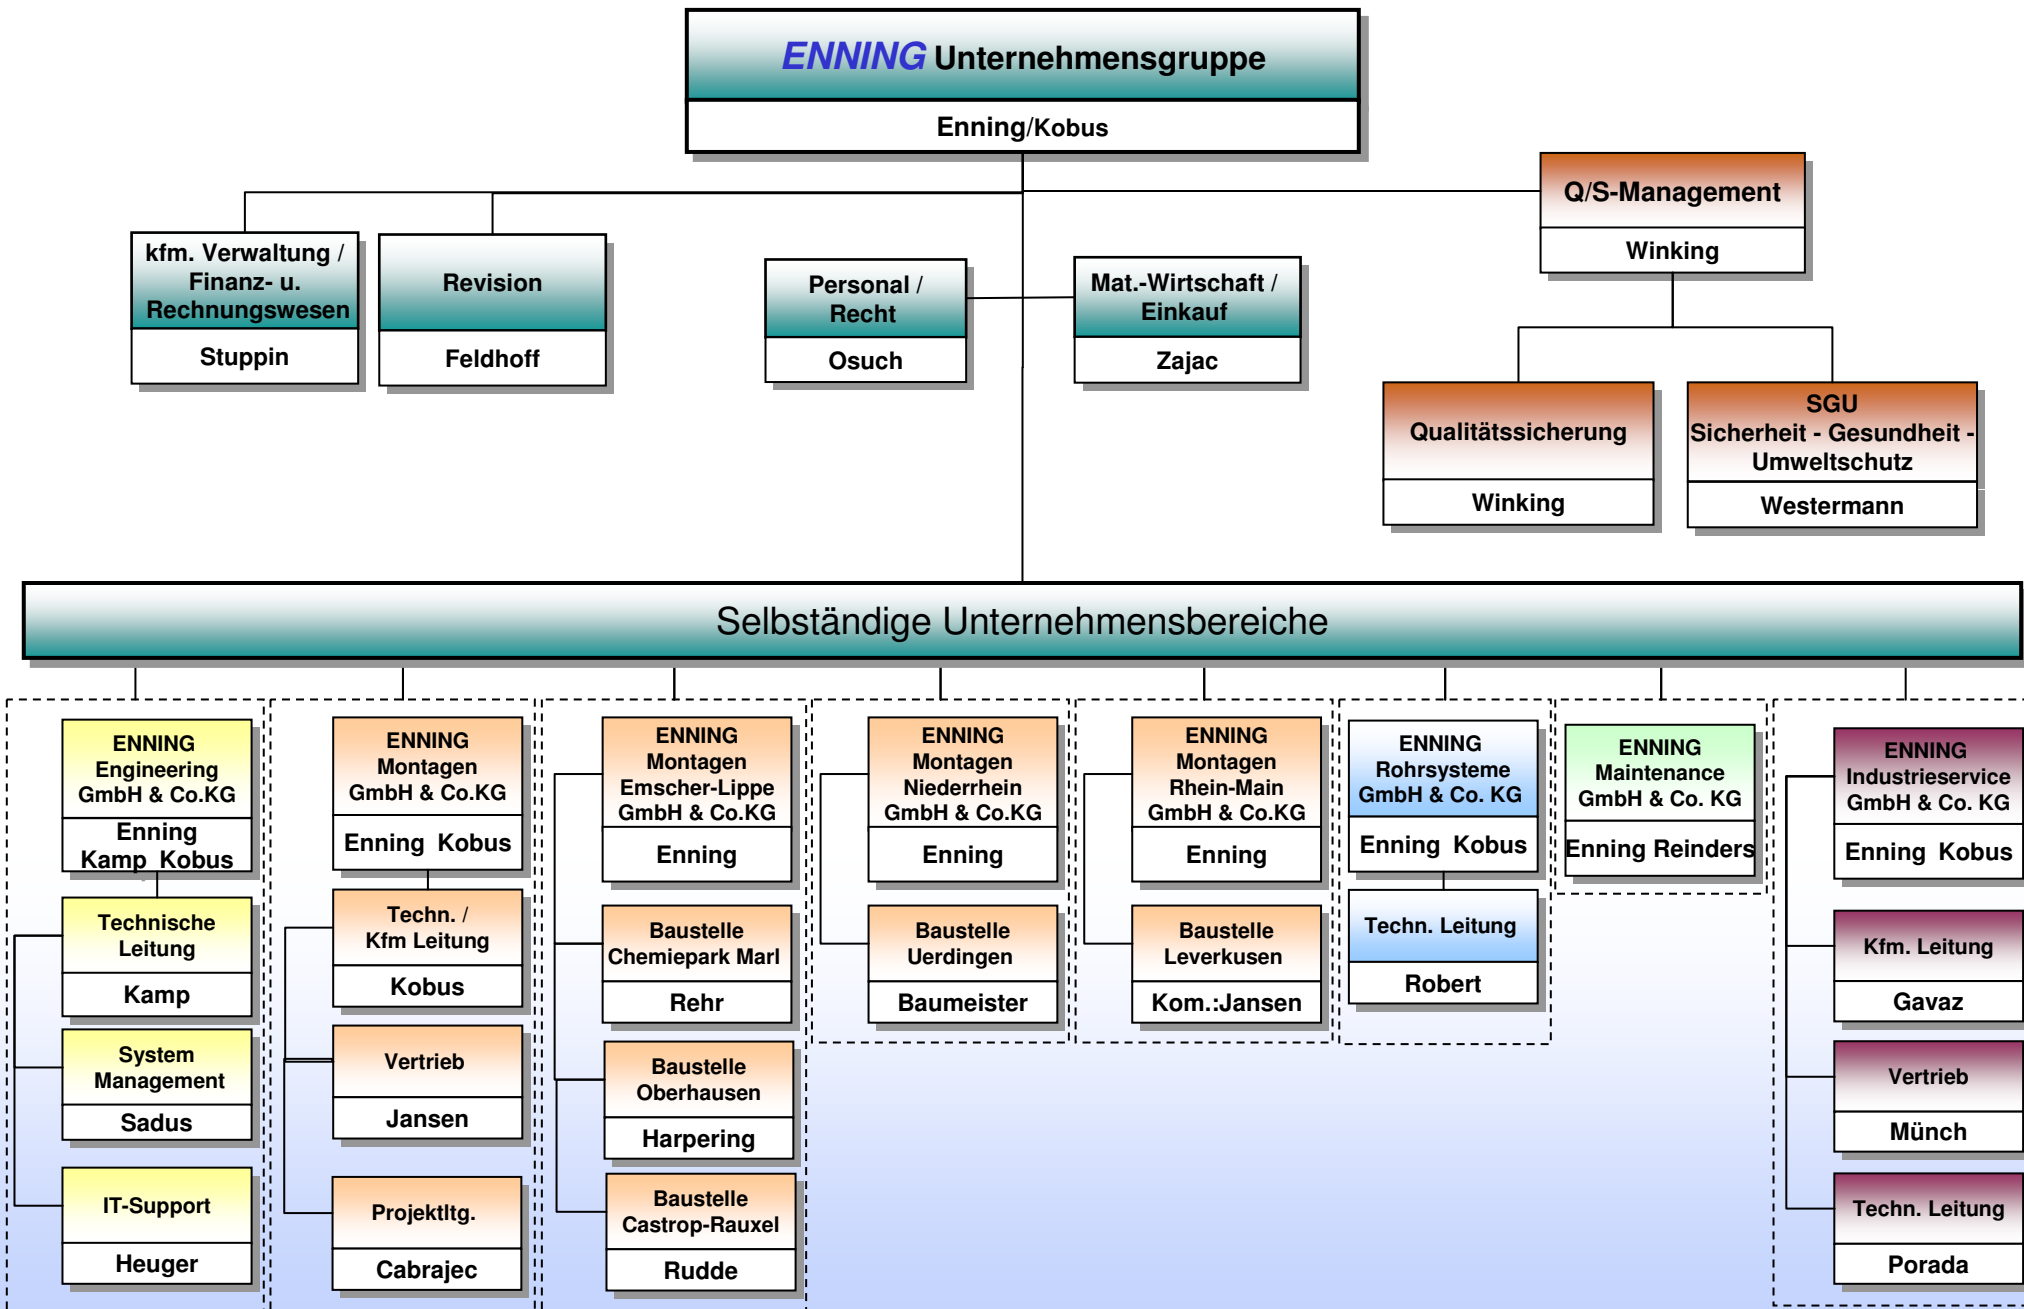 ENNING Unternehmensgruppe
Enning/Kobus
Q/S-Management
Winking
kfm. Verwaltung /
Finanz- u.
Rechnungswesen
Stuppin
Revision
Feldhoff
Personal /
Recht
Osuch
Mat.-Wirtschaft /
Einkauf
Zajac
Qualitätssicherung
Winking
SGU
Sicherheit - Gesundheit -
Umweltschutz
Westermann
Selbständige Unternehmensbereiche
ENNING
Engineering
GmbH & Co.KG
Enning
Kamp Kobus
Technische
Leitung
Kamp
System
Management
Sadus
IT-Support
Heuger
ENNING
Montagen
GmbH & Co.KG
Enning Kobus
Techn. /
Kfm Leitung
Kobus
Vertrieb
Jansen
Projektltg.
Cabrajec
ENNING
Montagen
Emscher-Lippe
GmbH & Co.KG
Enning
Baustelle
Chemiepark Marl
Rehr
Baustelle
Oberhausen
Harpering
Baustelle
Castrop-Rauxel
Rudde
ENNING
Montagen
Niederrhein
GmbH & Co.KG
Enning
Baustelle
Uerdingen
Baumeister
ENNING
Montagen
Rhein-Main
GmbH & Co.KG
Enning
Baustelle
Leverkusen
Kom.:Jansen
ENNING
Rohrsysteme
GmbH & Co. KG
Enning Kobus
Techn. Leitung
Robert
ENNING
Maintenance
GmbH & Co. KG
Enning Reinders
ENNING
Industrieservice
GmbH & Co. KG
Enning Kobus
Kfm. Leitung
Gavaz
Vertrieb
Münch
Techn. Leitung
Porada